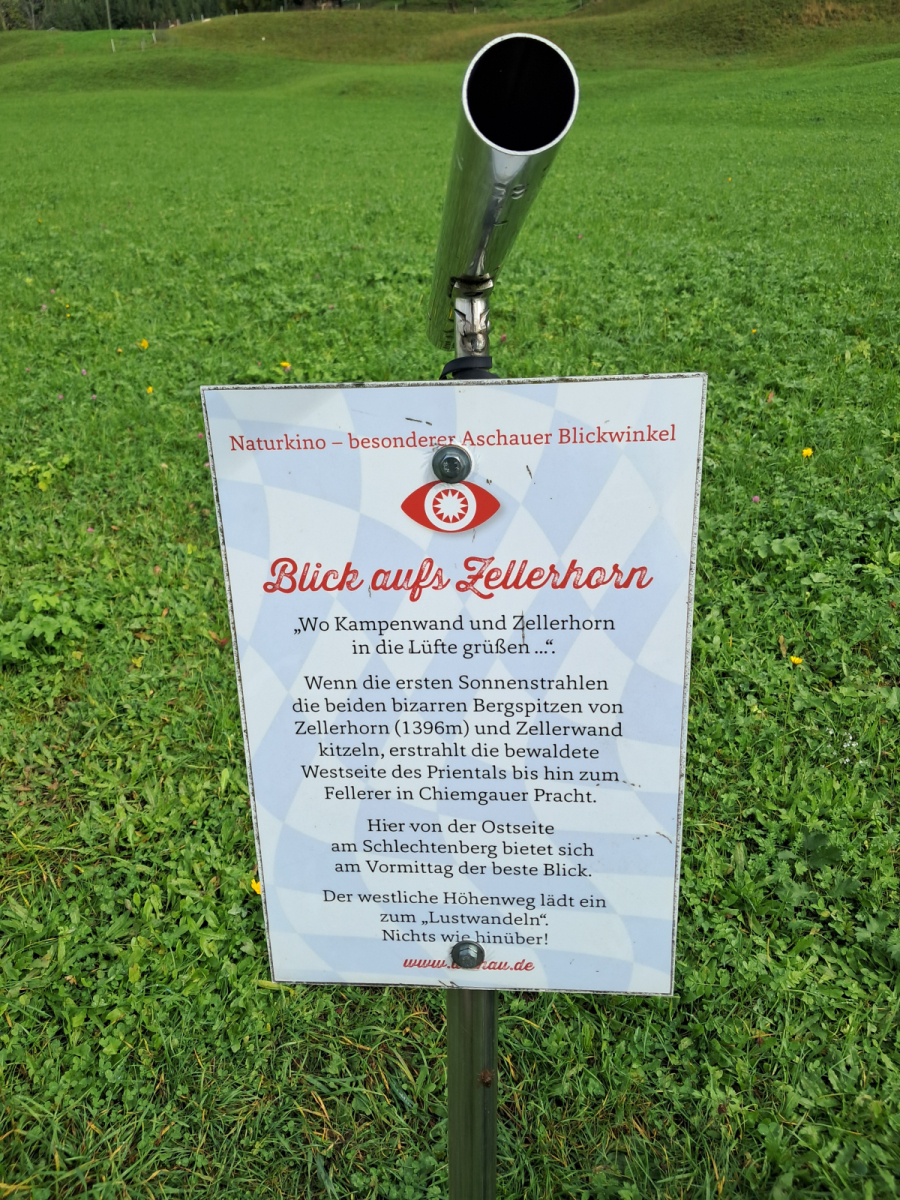 Naturkino – besonderer Aschauer Blickwinkel
Blick aufs Zellerhorn
„Wo Kampenwand und Zellerhorn
in die Lüfte grüßen ...“.
Wenn die ersten Sonnenstrahlen
die beiden bizarren Bergspitzen von
Zellerhorn (1396m) und Zellerwand
kitzeln, erstrahlt die bewaldete
Westseite des Prientals bis hin zum
Fellerer in Chiemgauer Pracht.
Hier von der Ostseite
am Schlechtenberg bietet sich
am Vormittag der beste Blick.
Der westliche Höhenweg lädt ein
zum „Lustwandeln“.
Nichts wie hinüber!